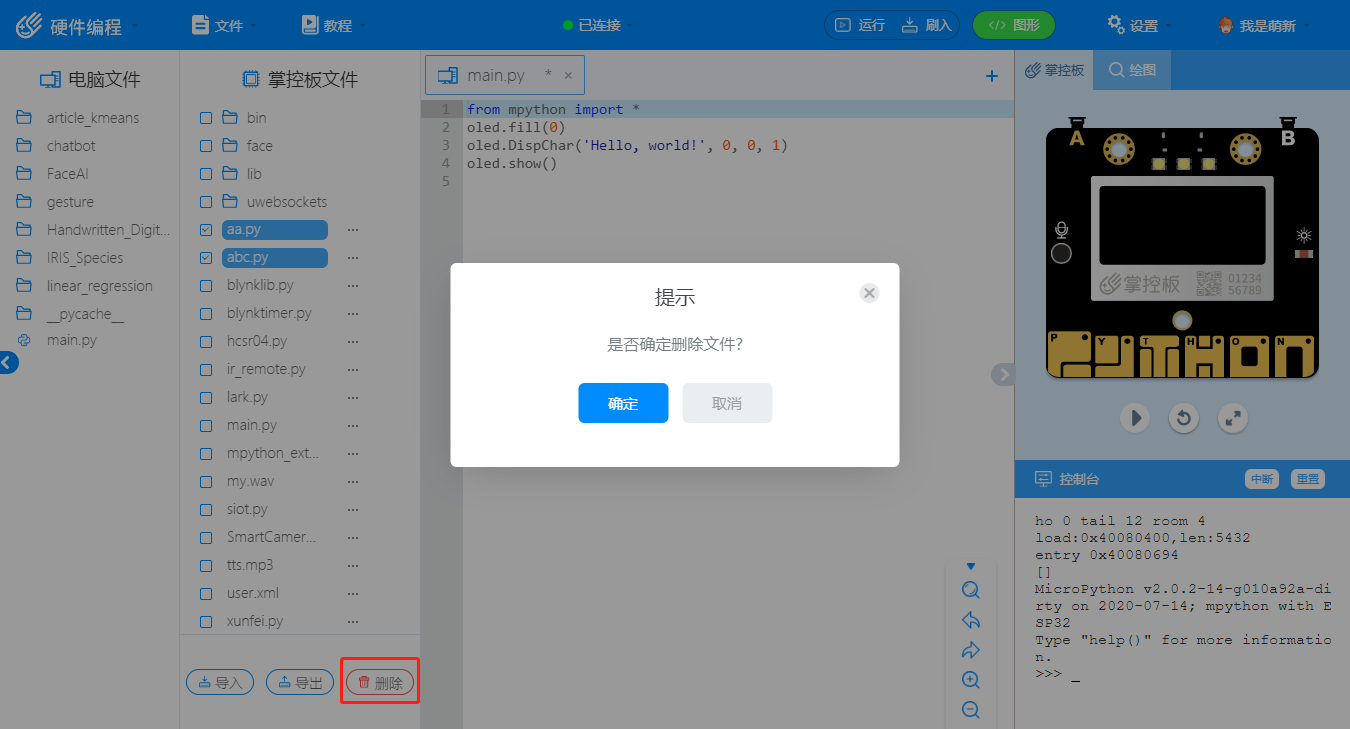 硬件编程
文件
教程
已连接
运行
刷入
</> 图形
设置
我是萌新
电脑文件
article_kmeans
chatbot
FaceAI
gesture
Handwritten_Digit...
IRIS_Species
linear_regression
__pycache__
main.py
掌控板文件
bin
face
lib
uwebsockets
aa.py ...
abc.py ...
blynklib.py ...
blynktimer.py ...
hcsr04.py ...
ir_remote.py ...
lark.py ...
main.py ...
mpython_ext... ...
my.wav ...
siot.py ...
SmartCamer... ...
tts.mp3 ...
user.xml ...
xunfei.py ...
导入
导出
删除
main.py * ×
+
1 from mpython import *
2 oled.fill(0)
3 oled.DispChar('Hello, world!', 0, 0, 1)
4 oled.show()
5
提示
是否确定删除文件?
确定
取消
掌控板
绘图
A
B
掌控板
01234
56789
P Y T H O N
PYTHON
控制台
中断
重置
ho 0 tail 12 room 4
load:0x40080400,len:5432
entry 0x40080694
[]
MicroPython v2.0.2-14-g010a92a-di
rty on 2020-07-14; mpython with E
SP32
Type "help()" for more informatio
n.
>>> _